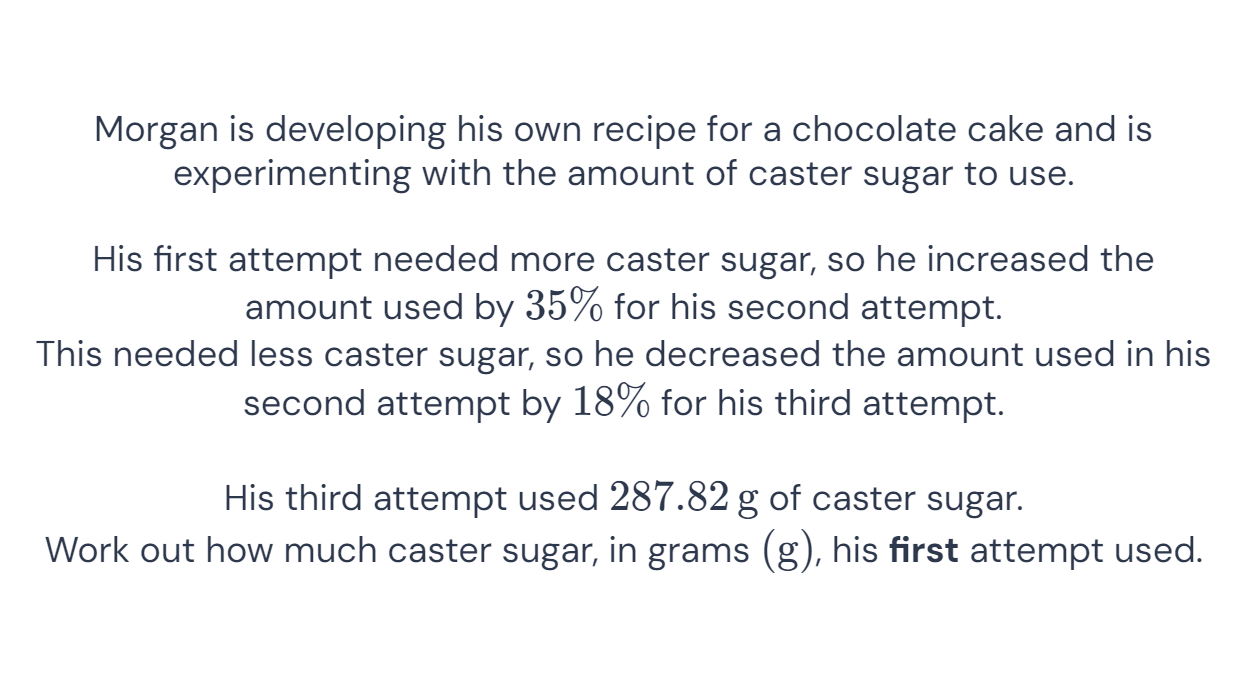 Morgan is developing his own recipe for a chocolate cake and is
experimenting with the amount of caster sugar to use.
His first attempt needed more caster sugar, so he increased the
amount used by 35% for his second attempt.
This needed less caster sugar, so he decreased the amount used in his
second attempt by 18% for his third attempt.
His third attempt used 287.82 g of caster sugar.
Work out how much caster sugar, in grams (g), his first attempt used.